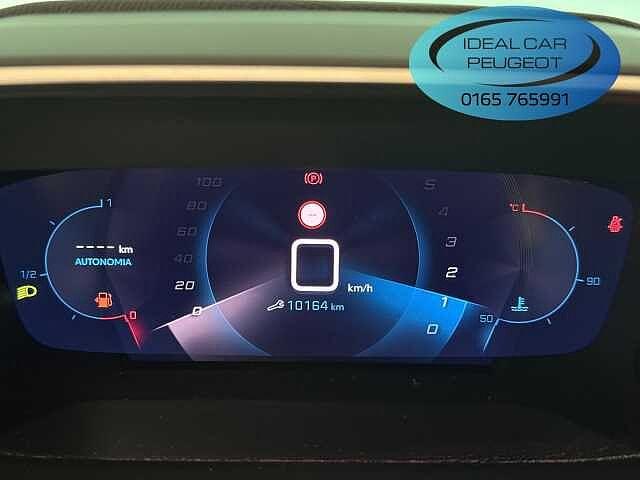 IDEAL CAR
PEUGEOT
0165 765991
100
80
60
40
20
0
5
4
3
2
1
0
1
---- km
AUTONOMIA
1/2
0
P
--
0
km/h
10164 km
°C
90
50